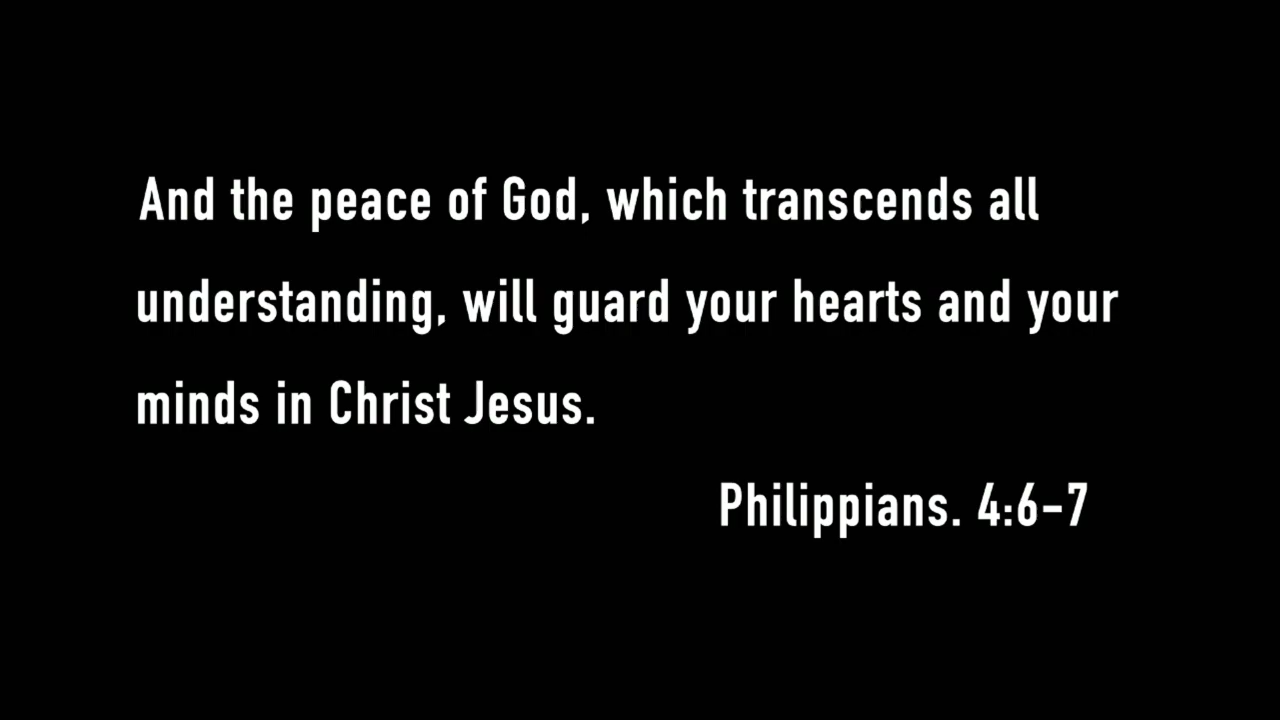 And the peace of God, which transcends all
understanding, will guard your hearts and your
minds in Christ Jesus.
Philippians. 4:6-7